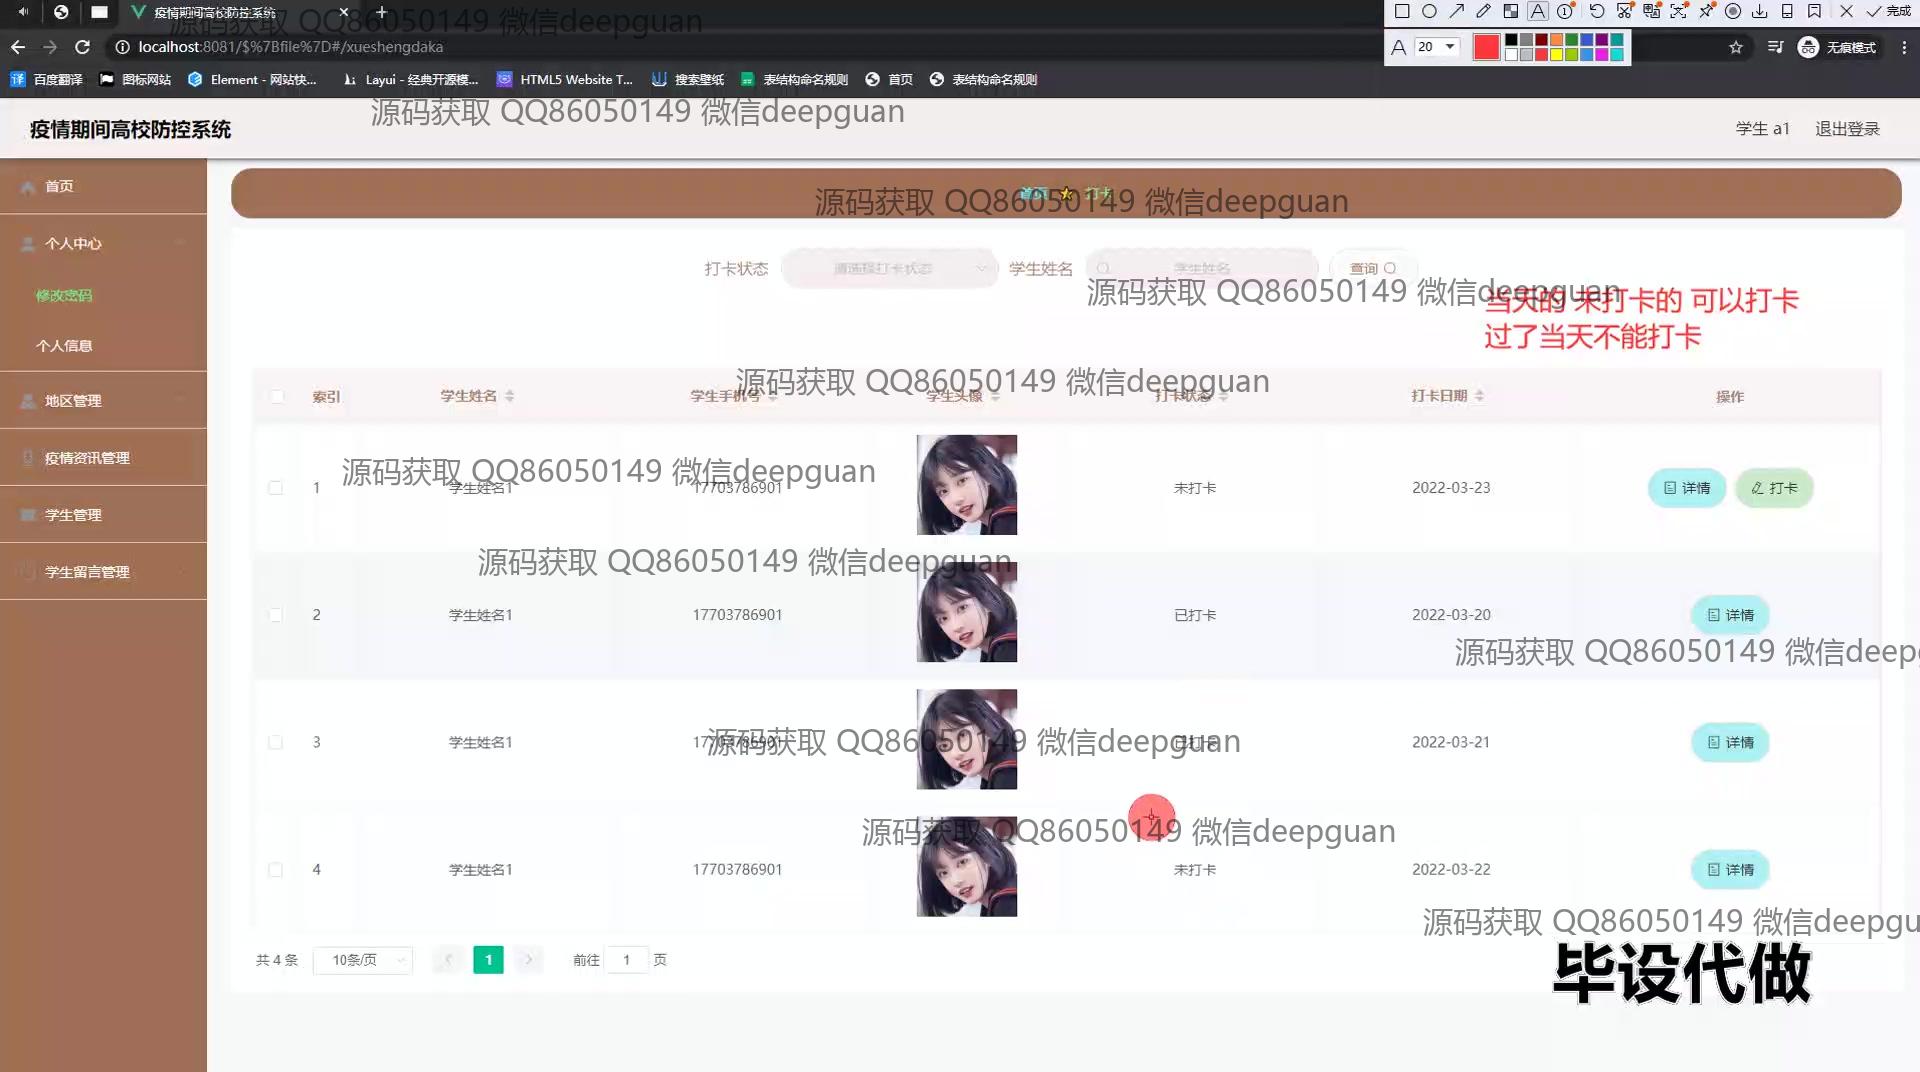 疫情期间高校防控系统
完成
源码获取 QQ86050149 微信deepguan
localhost:8081/$%7Bfile%7D#/xueshengdaka
A 20
无痕模式
百度翻译 图标网站 Element - 网站快... Layui - 经典开源模... HTML5 Website T... 搜索壁纸 表结构命名规则 首页 表结构命名规则
源码获取 QQ86050149 微信deepguan
疫情期间高校防控系统
学生 a1 退出登录
首页
首页 打卡
源码获取 QQ86050149 微信deepguan
个人中心
打卡状态 请选择打卡状态 学生姓名 学生姓名 查询
修改密码
源码获取 QQ86050149 微信deepguan
当天的 未打卡的 可以打卡
过了当天不能打卡
个人信息
源码获取 QQ86050149 微信deepguan
索引 学生姓名 学生手机号 学生头像 打卡状态 打卡日期 操作
地区管理
疫情资讯管理
源码获取 QQ86050149 微信deepguan
1 学生姓名1 17703786901 未打卡 2022-03-23 详情 打卡
学生管理
源码获取 QQ86050149 微信deepguan
学生留言管理
2 学生姓名1 17703786901 已打卡 2022-03-20 详情
源码获取 QQ86050149 微信deepg
3 学生姓名1 17703786901 已打卡 2022-03-21 详情
源码获取 QQ86050149 微信deepguan
源码获取 QQ86050149 微信deepguan
4 学生姓名1 17703786901 未打卡 2022-03-22 详情
源码获取 QQ86050149 微信deepgu
共 4 条 10条/页 1 前往 1 页
毕设代做